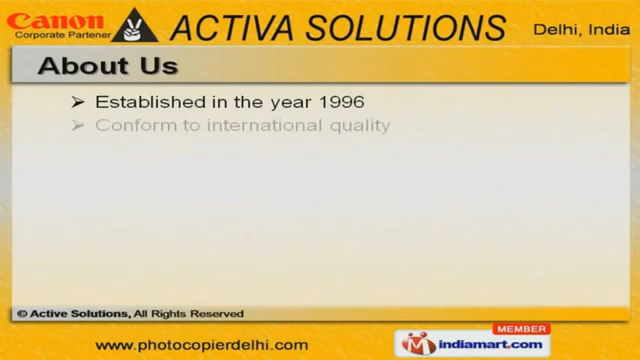 Canon
Corporate Partener
ACTIVA SOLUTIONS
Delhi, India
About Us
➢ Established in the year 1996
➢ Conform to international quality
© Active Solutions, All Rights Reserved
www.photocopierdelhi.com
MEMBER
indiamart.com